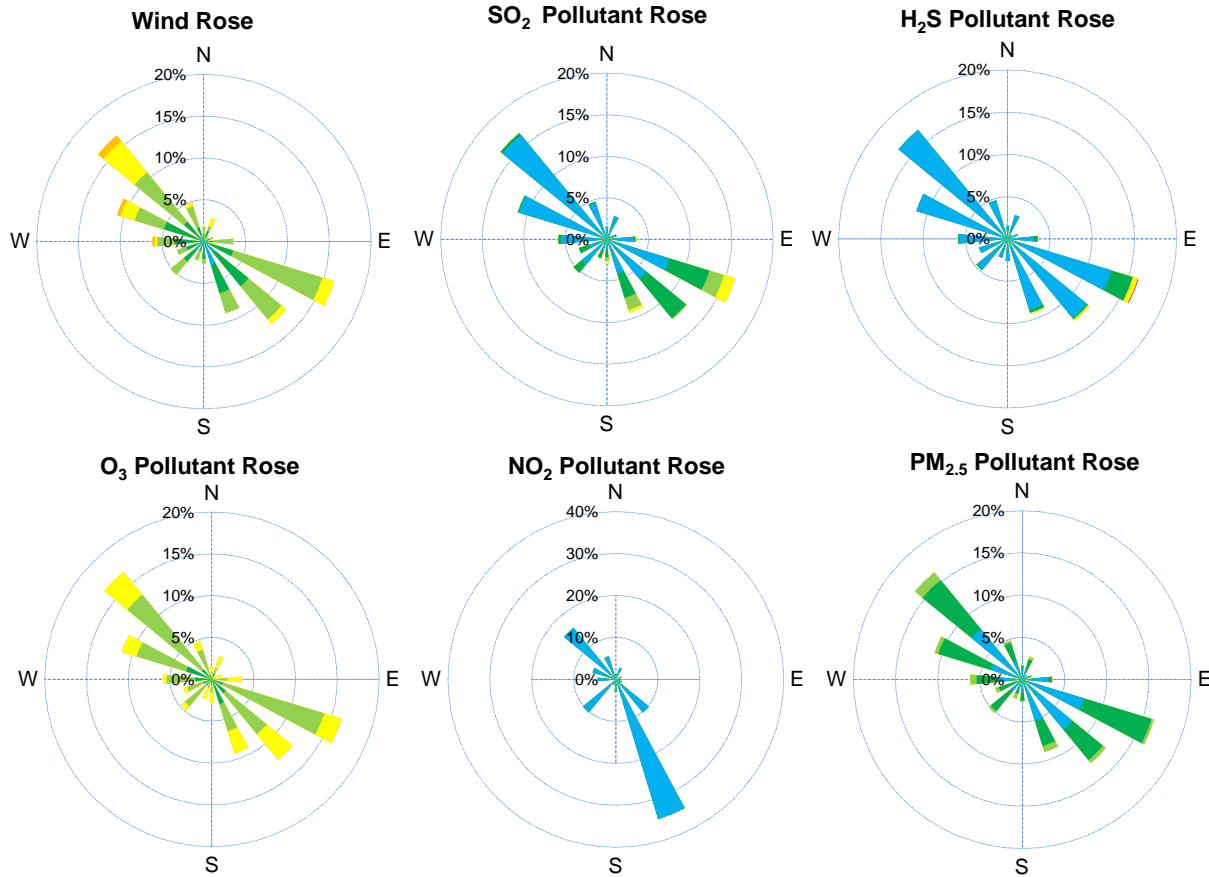 Wind Rose
N
20%
15%
10%
5%
0%
W
E
S
SO₂ Pollutant Rose
N
20%
15%
10%
5%
0%
W
E
S
H₂S Pollutant Rose
N
20%
15%
10%
5%
0%
W
E
S
O₃ Pollutant Rose
N
20%
15%
10%
5%
0%
W
E
S
NO₂ Pollutant Rose
N
40%
30%
20%
10%
0%
W
E
S
PM₂.₅ Pollutant Rose
N
20%
15%
10%
5%
0%
W
E
S